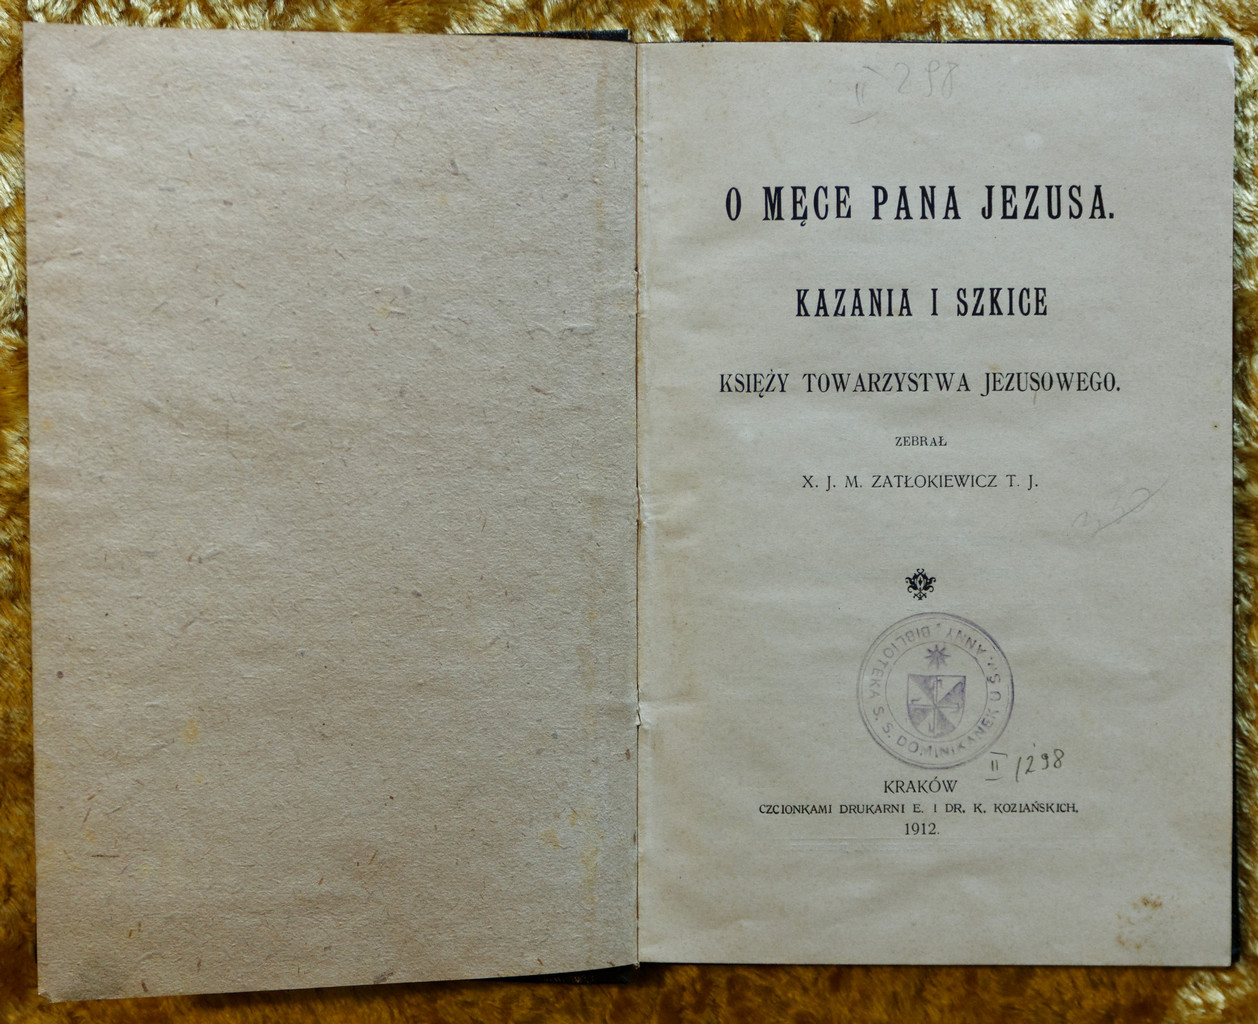 II 298
O MĘCE PANA JEZUSA.
KAZANIA I SZKICE
KSIĘŻY TOWARZYSTWA JEZUSOWEGO.
ZEBRAŁ
X. J. M. ZATŁOKIEWICZ T. J.
BIBLIOTEKA S. S. DOMINIKANEK U ŚW. ANNY
II 1298
KRAKÓW
CZCIONKAMI DRUKARNI E. I DR. K. KOZIAŃSKICH.
1912.